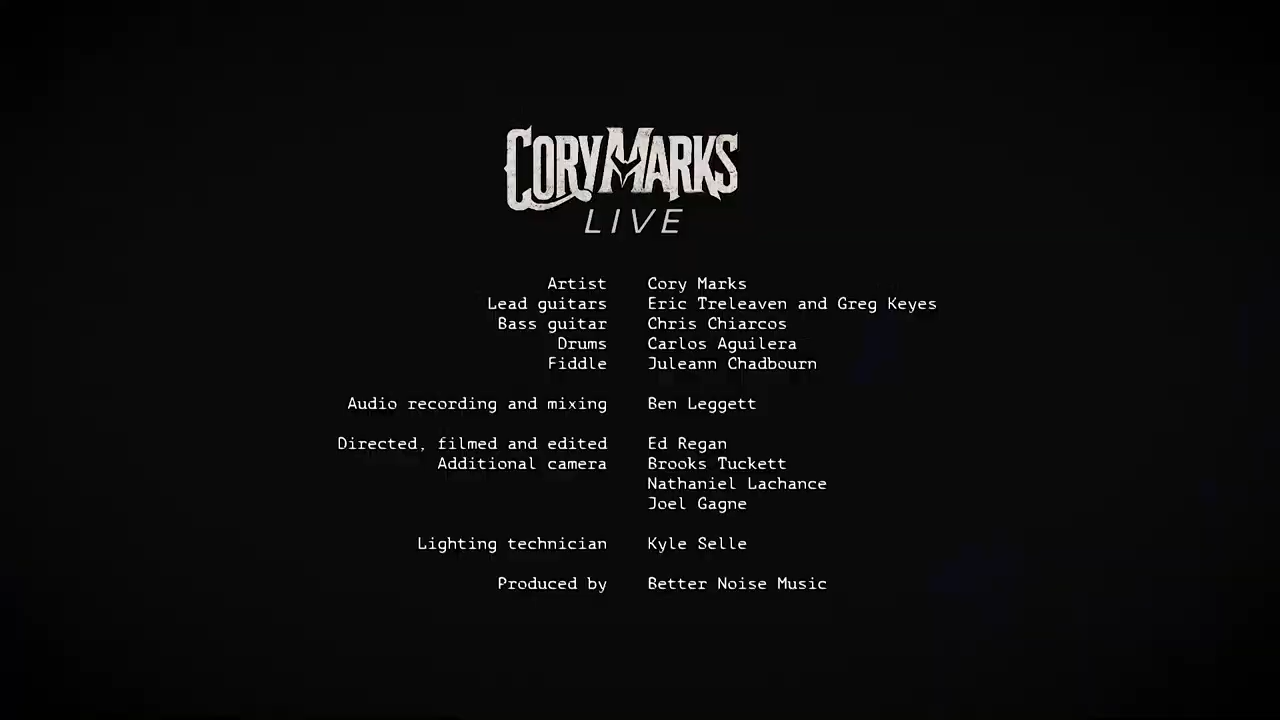 CORY MARKS
LIVE
Artist Cory Marks
Lead guitars Eric Treleaven and Greg Keyes
Bass guitar Chris Chiarcos
Drums Carlos Aguilera
Fiddle Juleann Chadbourn
Audio recording and mixing Ben Leggett
Directed, filmed and edited Ed Regan
Additional camera Brooks Tuckett
Nathaniel Lachance
Joel Gagne
Lighting technician Kyle Selle
Produced by Better Noise Music